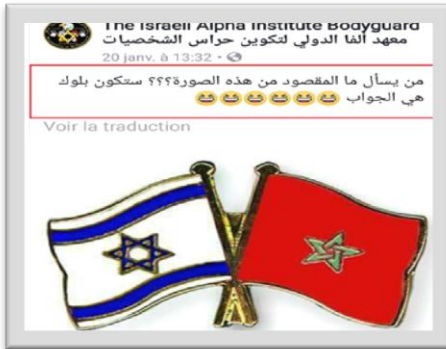 The Israeli Alpha Institute Bodyguard
معهد ألفا الدولي لتكوين حراس الشخصيات
20 janv. à 13:32 •
من يسأل ما المقصود من هذه الصورة؟؟؟ ستكون بلوك
هي الجواب 😄😄😄😄😄😄
Voir la traduction